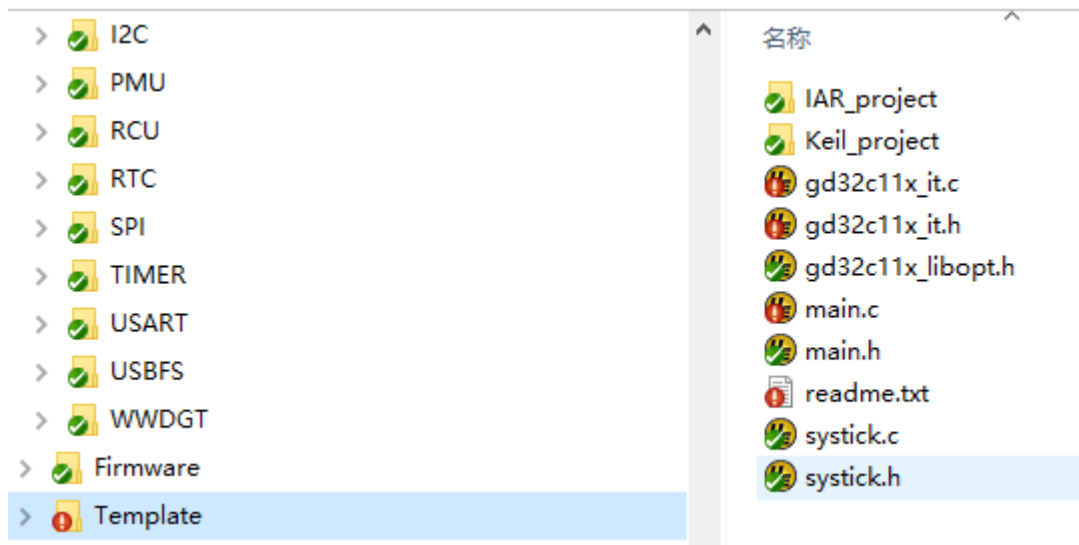 I2C
PMU
RCU
RTC
SPI
TIMER
USART
USBFS
WWDGT
Firmware
Template
名称
IAR_project
Keil_project
gd32c11x_it.c
gd32c11x_it.h
gd32c11x_libopt.h
main.c
main.h
readme.txt
systick.c
systick.h